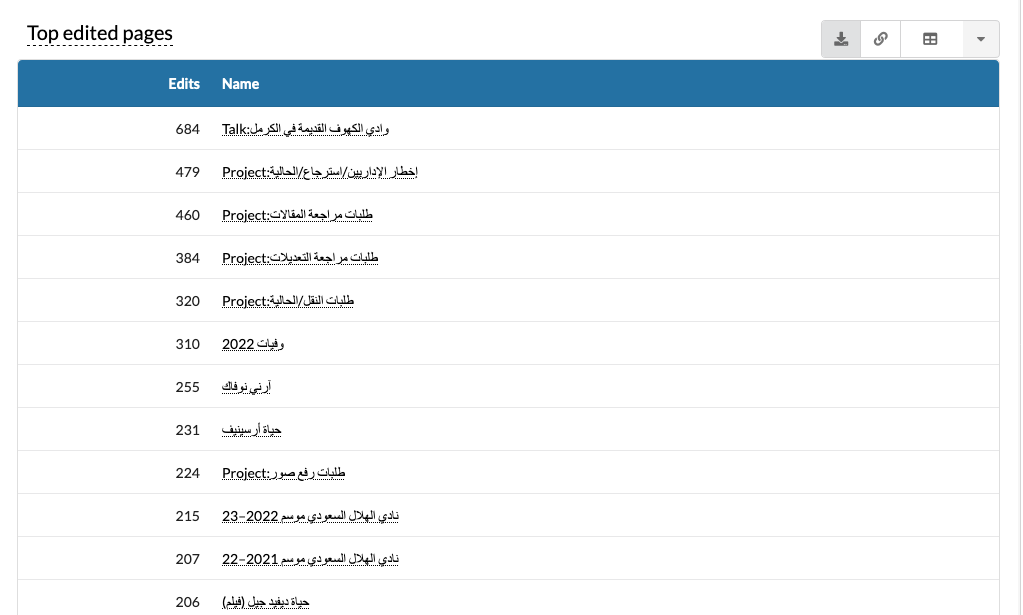 Top edited pages
Edits Name
684 Talk:وادي الكهوف القديمة في الكرمل
479 Project:إخطار الإداريين/استرجاع/الحالية
460 Project:طلبات مراجعة المقالات
384 Project:طلبات مراجعة التعديلات
320 Project:طلبات النقل/الحالية
310 وفيات 2022
255 آرني نوفاك
231 حياة أرسينيف
224 Project:طلبات رفع صور
215 نادي الهلال السعودي موسم 2022–23
207 نادي الهلال السعودي موسم 2021–22
206 حياة ديفيد جيل (فيلم)